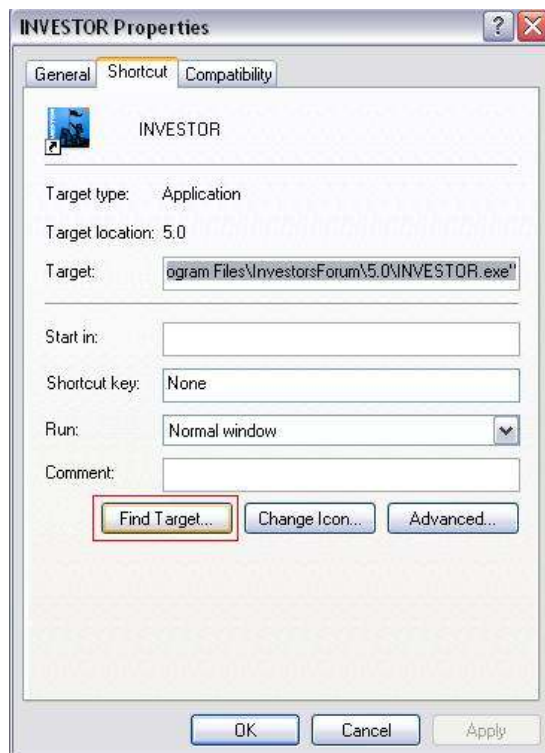 INVESTOR Properties
General Shortcut Compatibility
INVESTOR
Target type: Application
Target location: 5.0
Target: ogram Files\InvestorsForum\5.0\INVESTOR.exe"
Start in:
Shortcut key: None
Run: Normal window
Comment:
Find Target... Change Icon... Advanced...
OK Cancel Apply